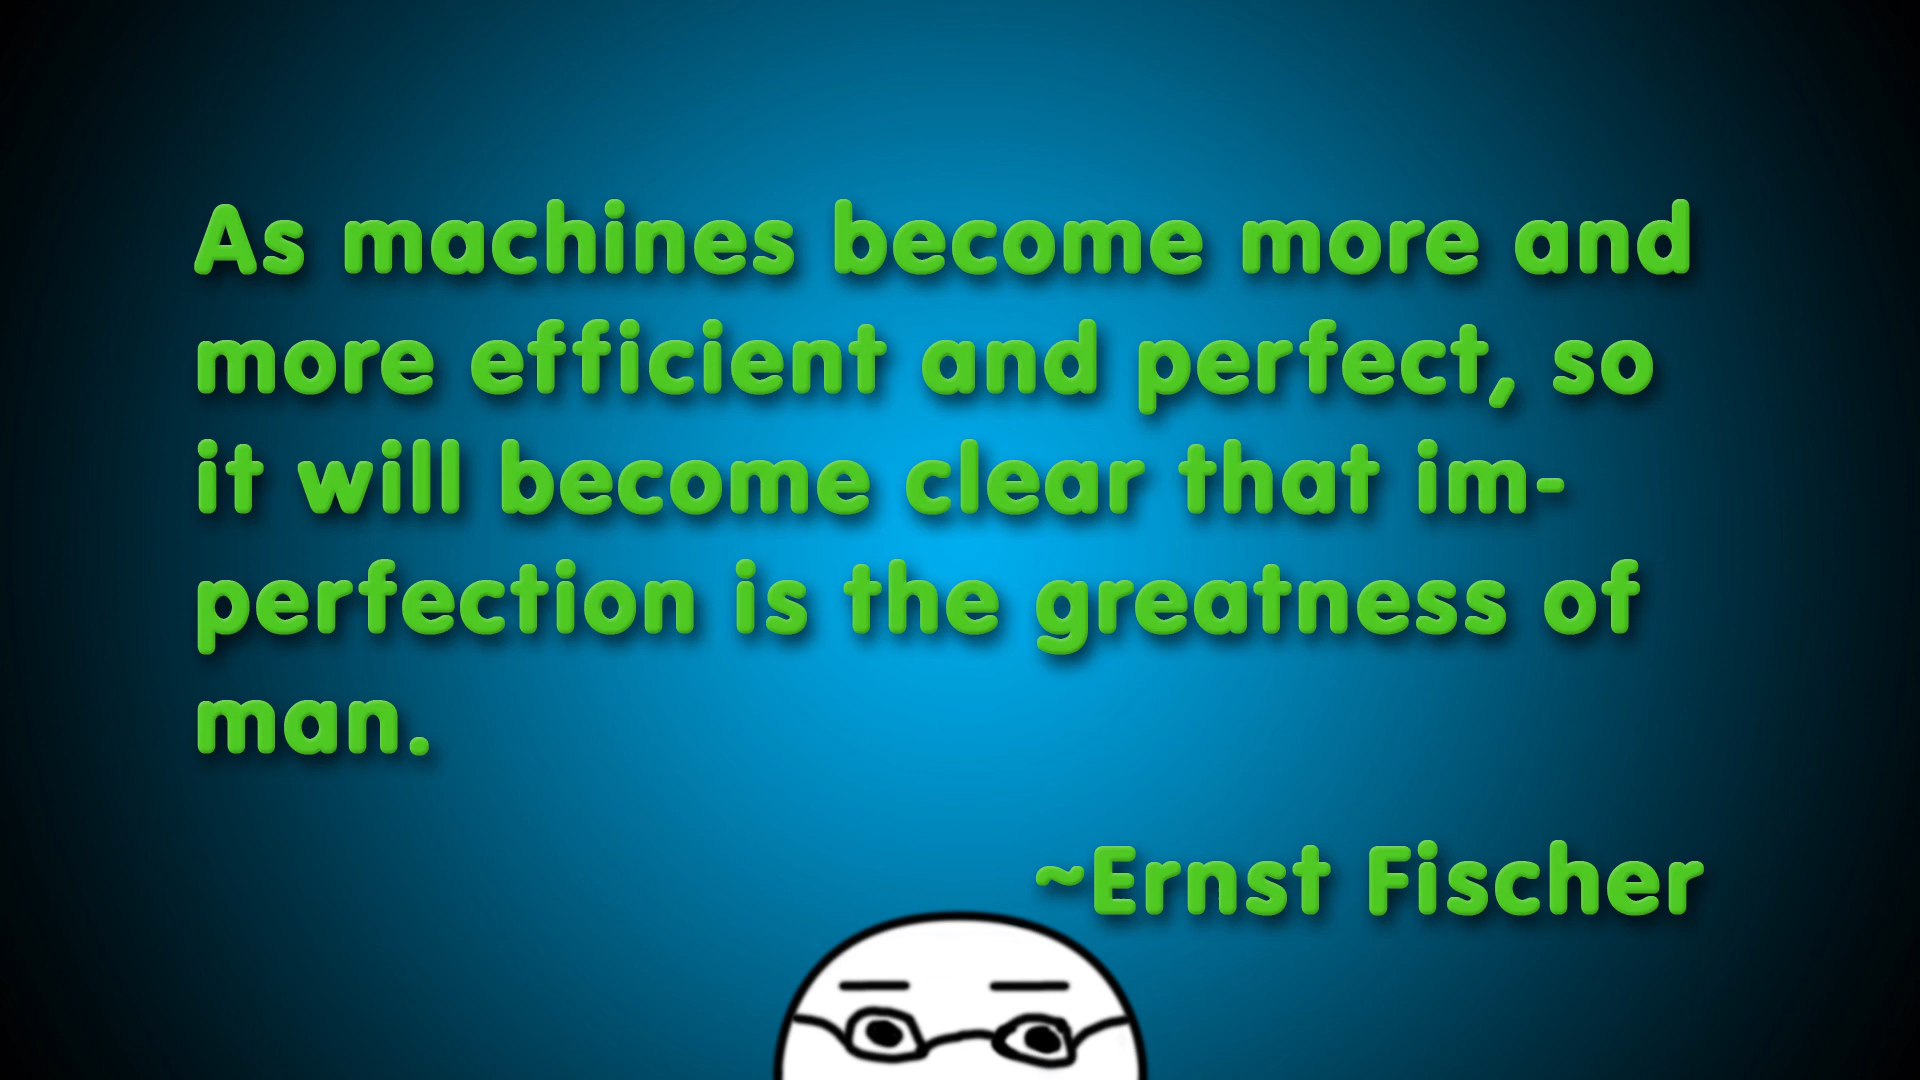 As machines become more and
more efficient and perfect, so
it will become clear that im-
perfection is the greatness of
man.
~Ernst Fischer